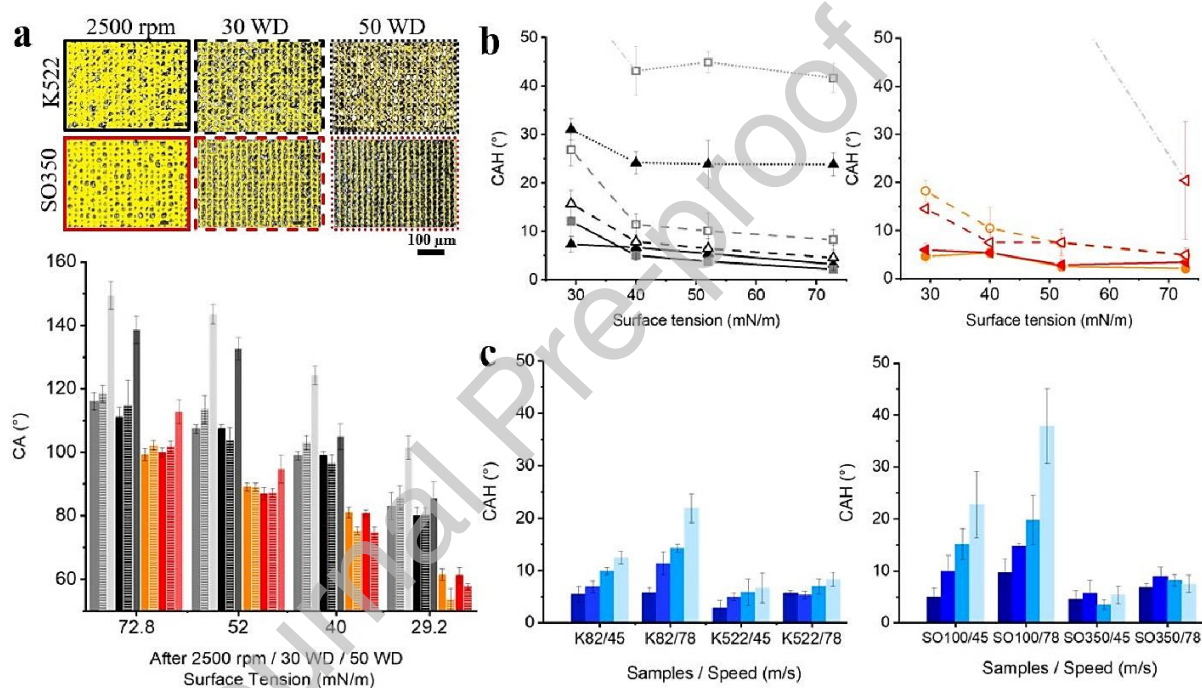 a
2500 rpm 30 WD 50 WD
K522
SO350
100 µm
160
140
120
100
80
60
CA (°)
72.8 52 40 29.2
After 2500 rpm / 30 WD / 50 WD
Surface Tension (mN/m)
b
50
40
30
20
10
0
CAH (°)
30 40 50 60 70
Surface tension (mN/m)
50
40
30
20
10
0
CAH (°)
30 40 50 60 70
Surface tension (mN/m)
c
50
40
30
20
10
0
CAH (°)
K82/45 K82/78 K522/45 K522/78
Samples / Speed (m/s)
50
40
30
20
10
0
CAH (°)
SO100/45 SO100/78 SO350/45 SO350/78
Samples / Speed (m/s)
Journal Pre-proof